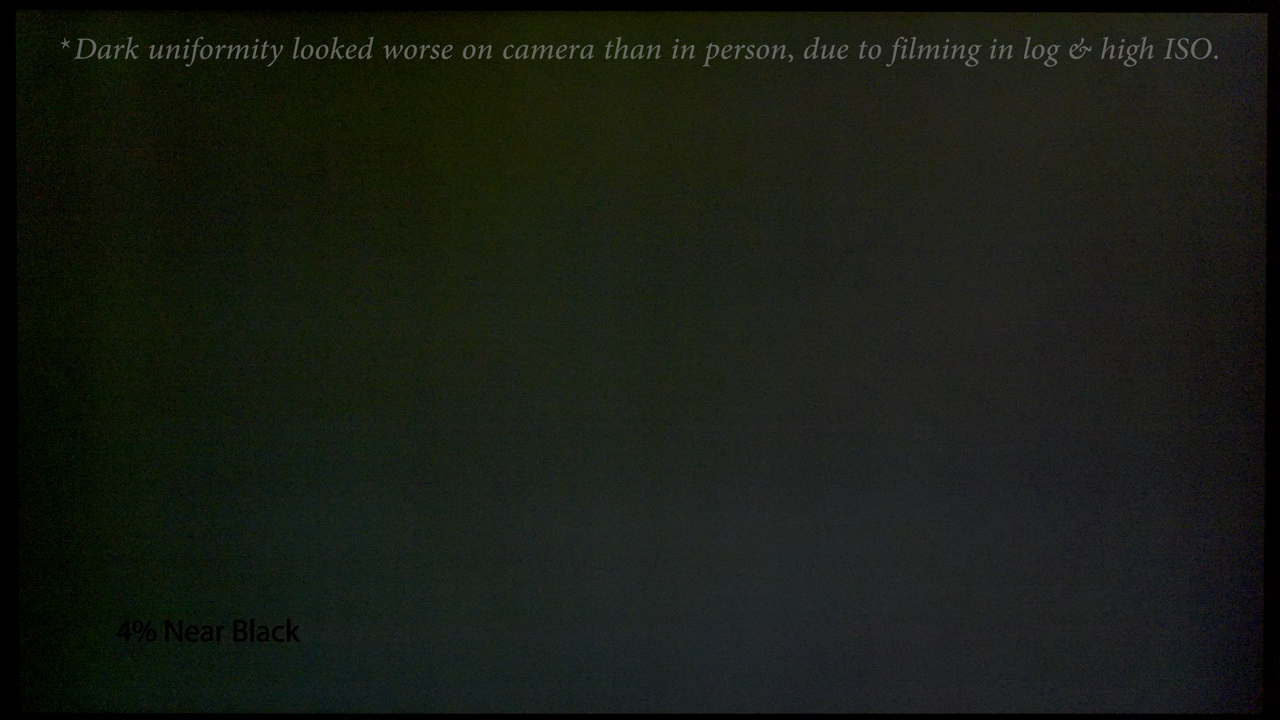 *Dark uniformity looked worse on camera than in person, due to filming in log & high ISO.
4% Near Black